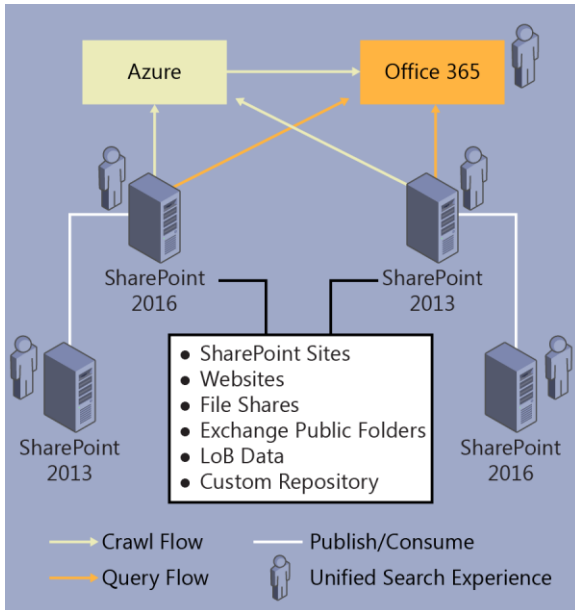 Azure
Office 365
SharePoint
2016
SharePoint
2013
SharePoint
2013
● SharePoint Sites
● Websites
● File Shares
● Exchange Public Folders
● LoB Data
● Custom Repository
SharePoint
2016
Crawl Flow
Publish/Consume
Query Flow
Unified Search Experience